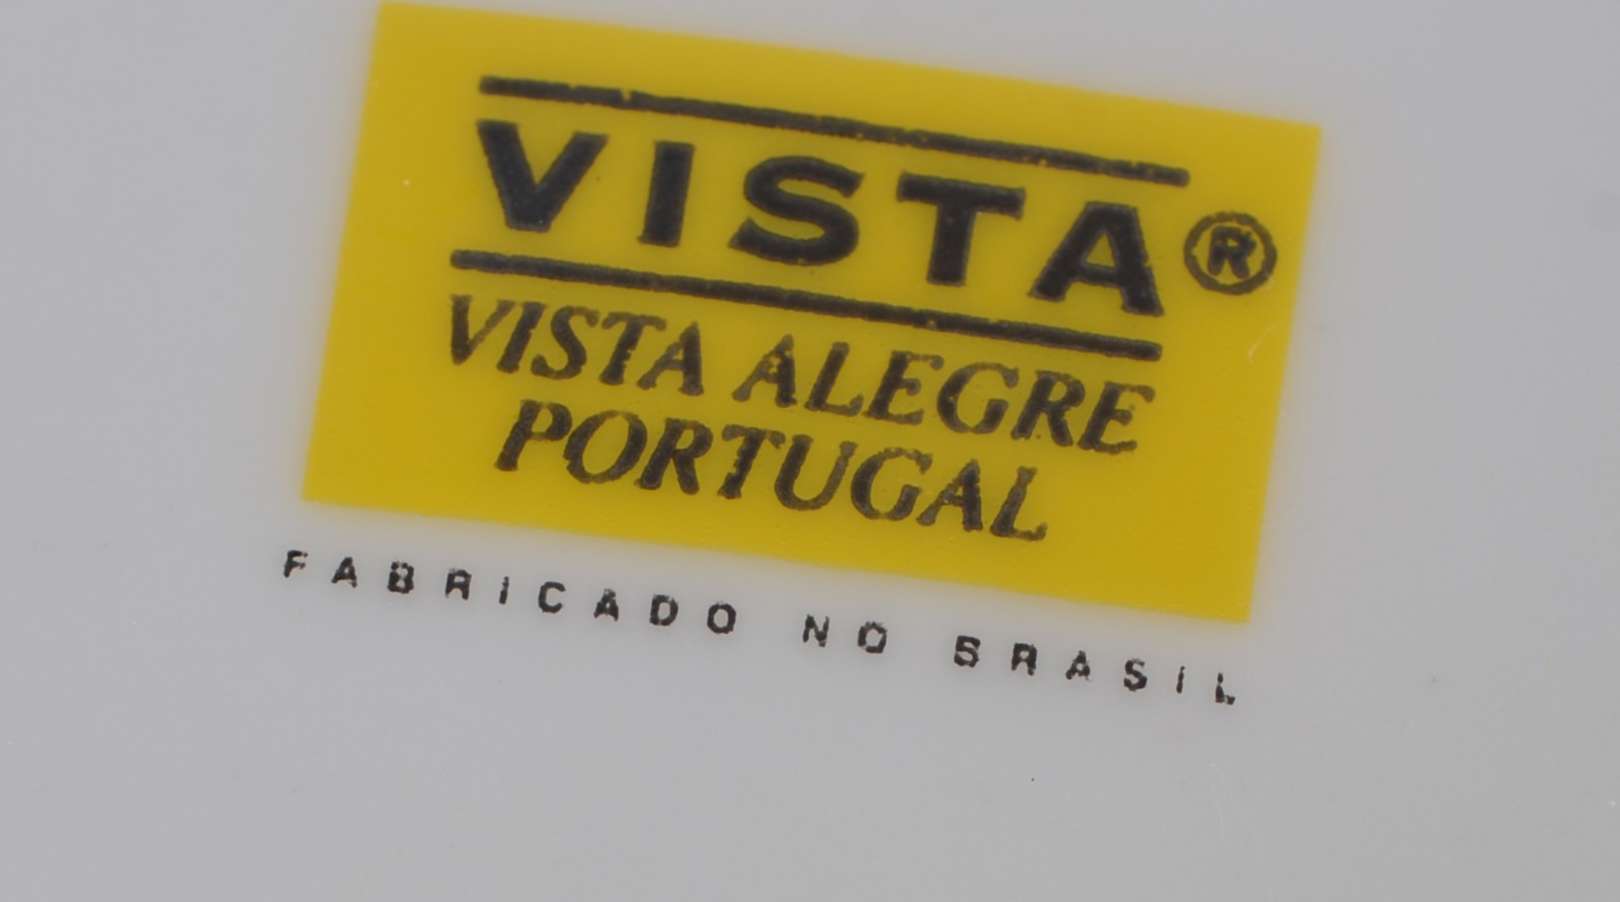 VISTA®
VISTA ALEGRE
PORTUGAL
FABRICADO NO BRASIL